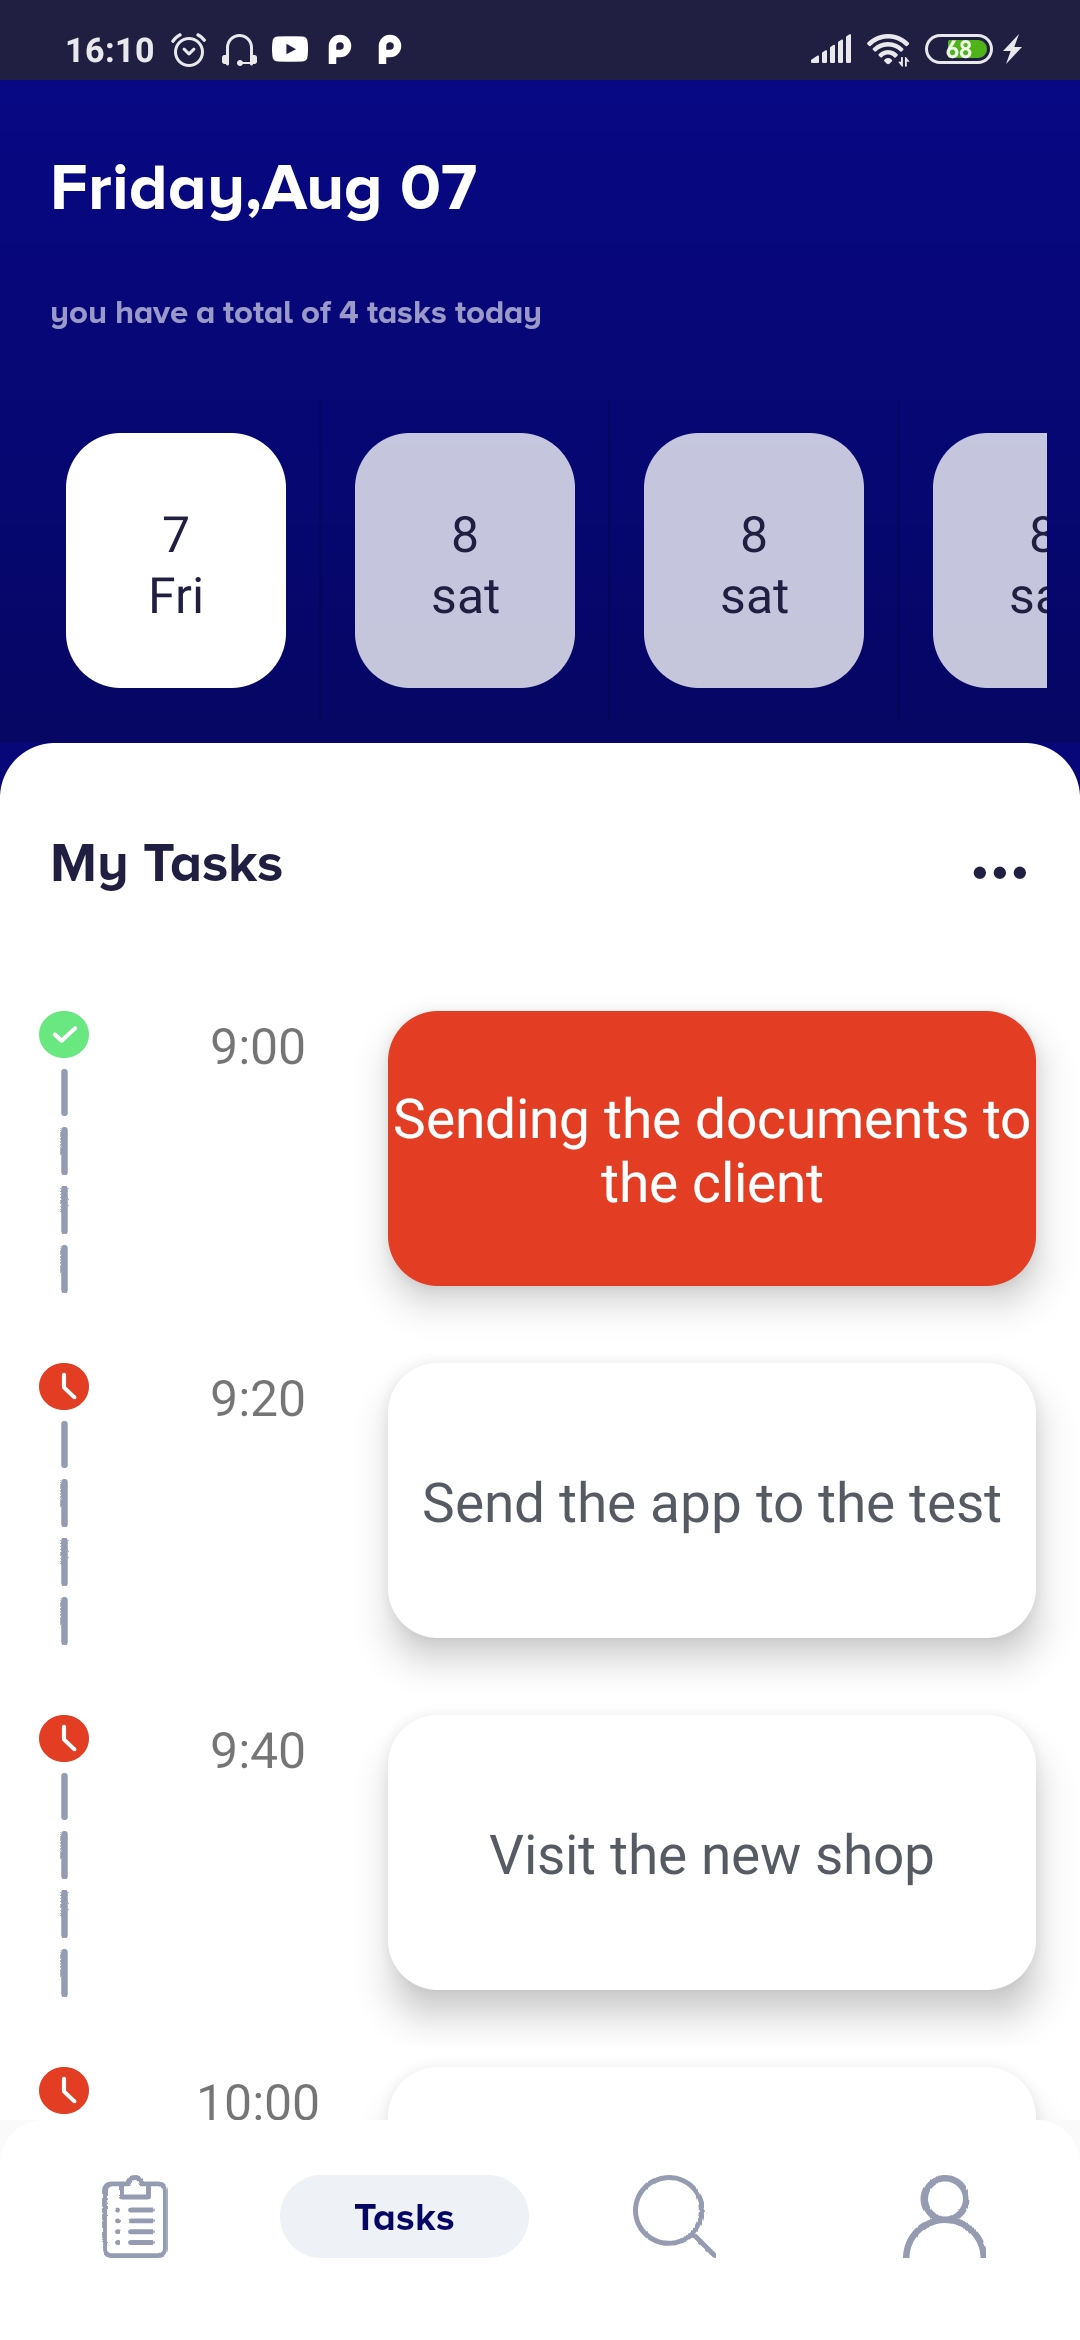 16:10
68
Friday,Aug 07
you have a total of 4 tasks today
7
Fri
8
sat
8
sat
8
sa
My Tasks
9:00
Sending the documents to
the client
9:20
Send the app to the test
9:40
Visit the new shop
10:00
Tasks